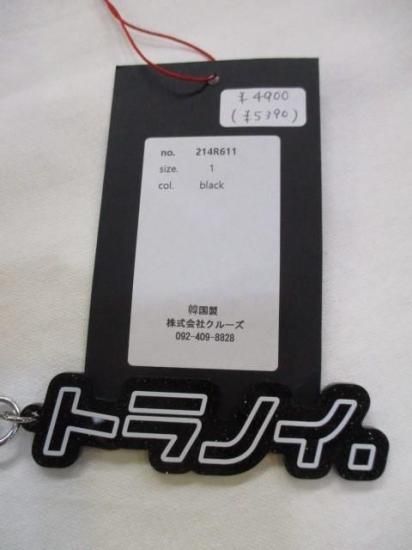 ¥4900
(¥5390)
no. 214R611
size. 1
col. black
韓国製
株式会社クルーズ
092-409-8828
トラノイ.